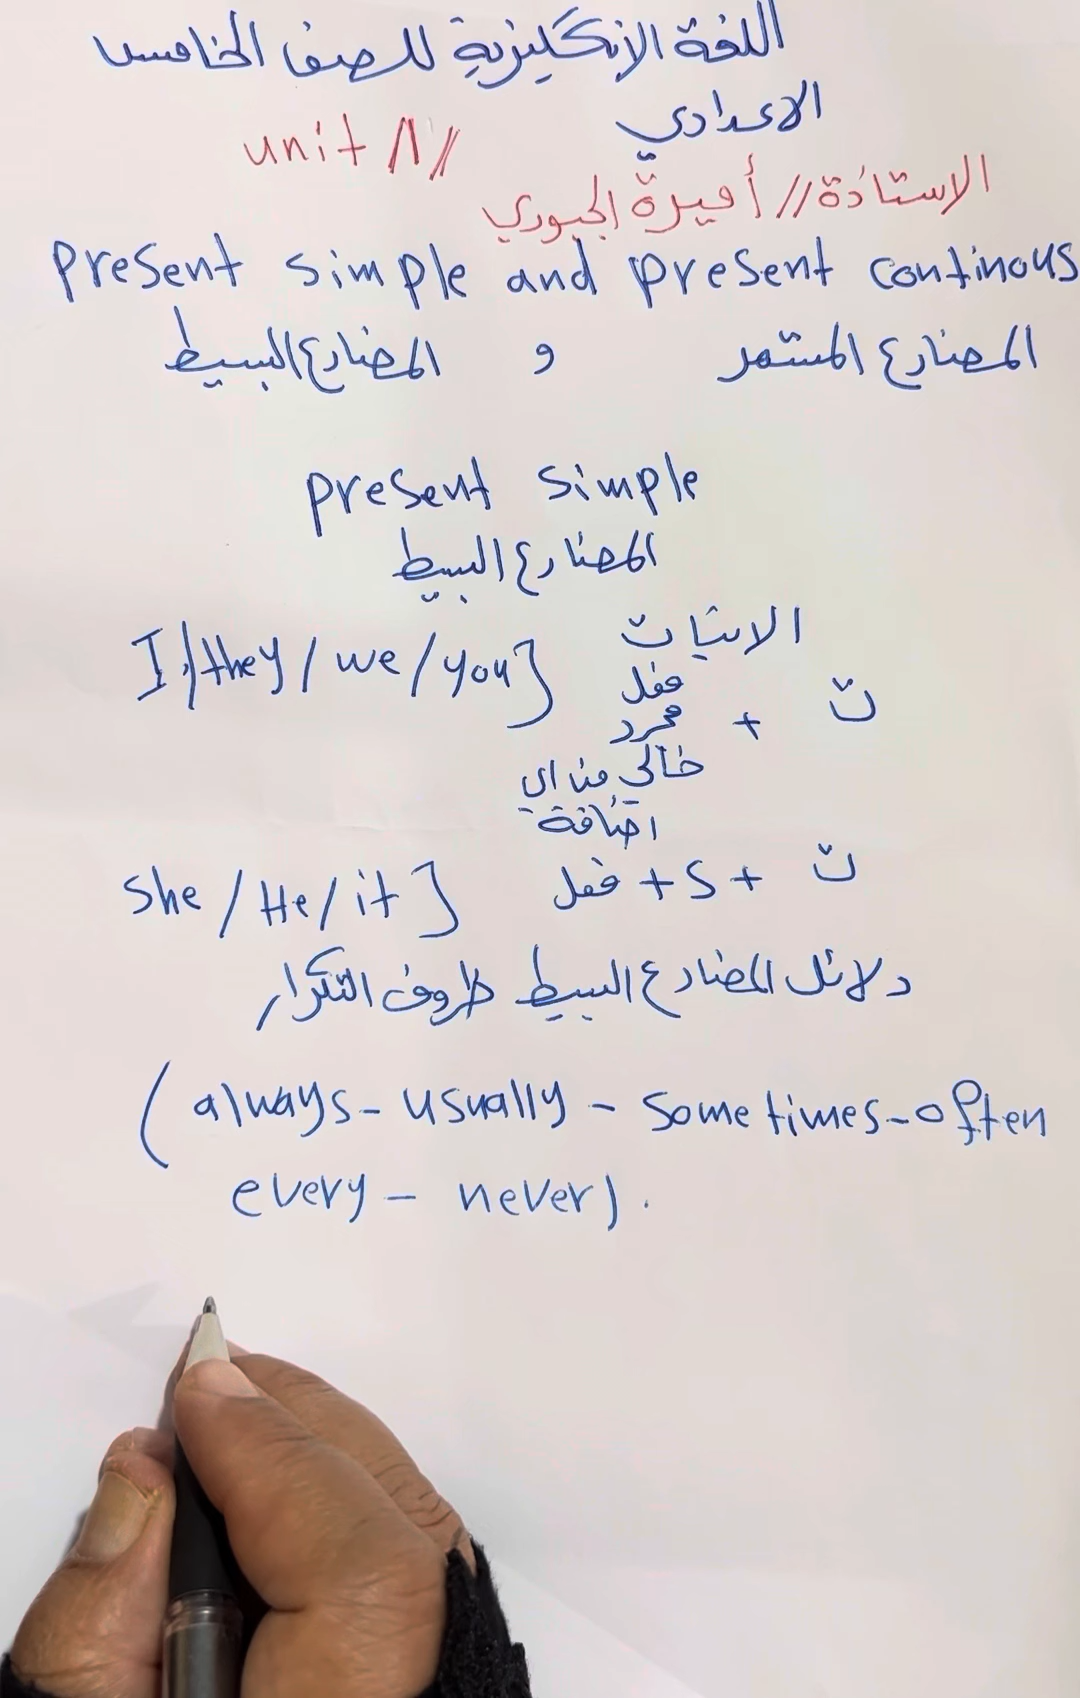 اللغة الانكليزية للصف الخامس
الاعدادي
unit /1//
الاستاذة // أميرة الجبوري
present simple and present continous
المضارع المستمر و المضارع البسيط
present simple
المضارع البسيط
الاثبات
I / they / we / you } فعل
ت + مجرد
خالي من اي
اضافة
she / He / it ] ت + s + فعل
دلائل المضارع البسيط ظروف التكرار
( always - usually - sometimes - often
every - never ) .